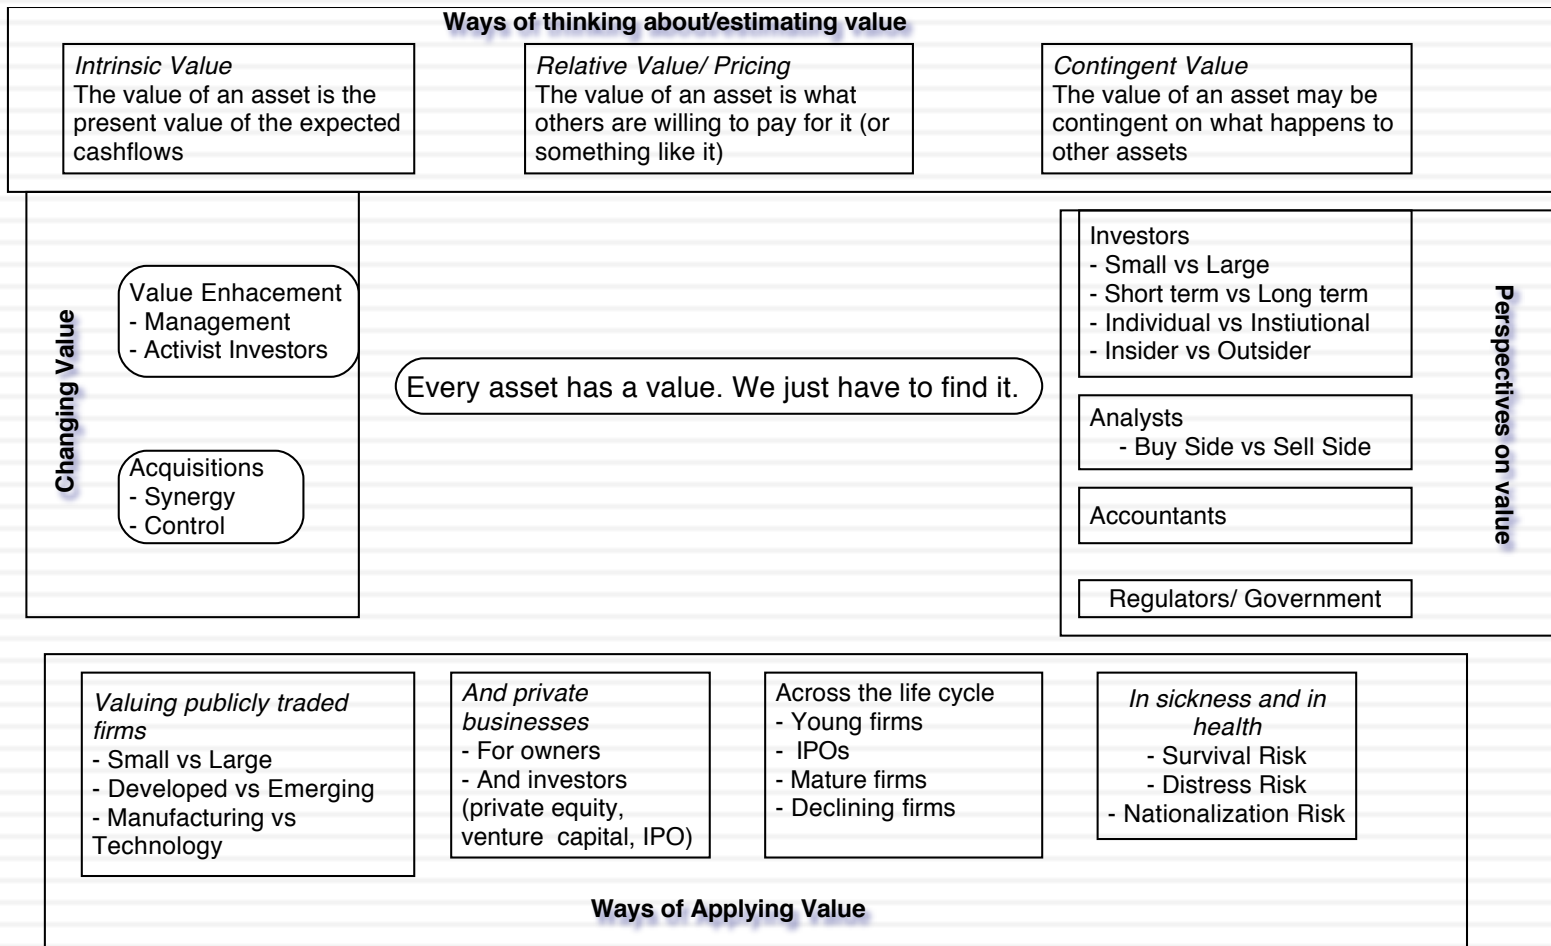 Ways of thinking about/estimating value
Intrinsic Value
The value of an asset is the
present value of the expected
cashflows
Relative Value/ Pricing
The value of an asset is what
others are willing to pay for it (or
something like it)
Contingent Value
The value of an asset may be
contingent on what happens to
other assets
Changing Value
Value Enhacement
- Management
- Activist Investors
Acquisitions
- Synergy
- Control
Every asset has a value. We just have to find it.
Investors
- Small vs Large
- Short term vs Long term
- Individual vs Instiutional
- Insider vs Outsider
Analysts
- Buy Side vs Sell Side
Accountants
Regulators/ Government
Perspectives on value
Valuing publicly traded
firms
- Small vs Large
- Developed vs Emerging
- Manufacturing vs
Technology
And private
businesses
- For owners
- And investors
(private equity,
venture capital, IPO)
Across the life cycle
- Young firms
- IPOs
- Mature firms
- Declining firms
In sickness and in
health
- Survival Risk
- Distress Risk
- Nationalization Risk
Ways of Applying Value